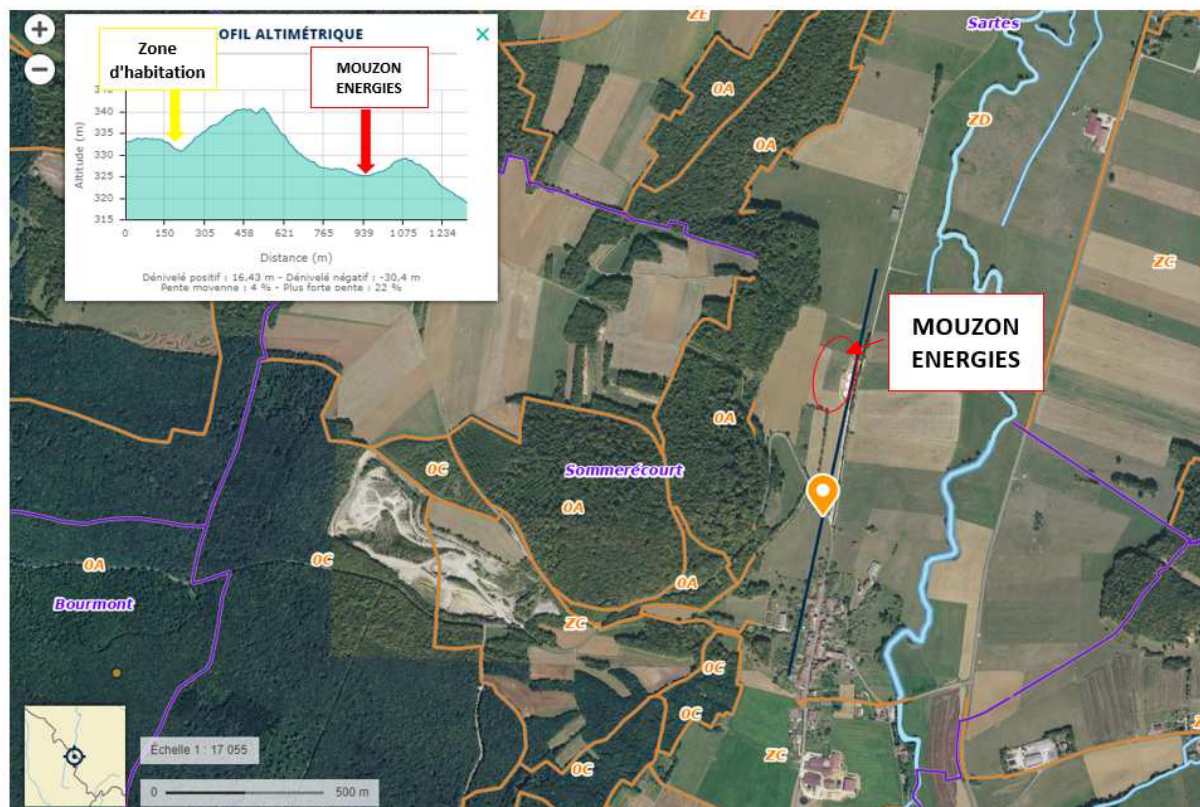 OFIL ALTIMÉTRIQUE
Zone
d'habitation
MOUZON
ENERGIES
Altitude (m)
340
335
330
325
320
315
0 150 305 458 621 765 939 1075 1234
Distance (m)
Dénivelé positif : 16,43 m - Dénivelé négatif : -30,4 m
Pente moyenne : 4 % - Plus forte pente : 22 %
ZE
Sartes
0A
ZD
0A
ZC
MOUZON
ENERGIES
0A
0C
Sommerécourt
0A
0A
0C
0A
Bourmont
ZC
0C
0C
ZC
0C
Échelle 1 : 17 055
0 500 m